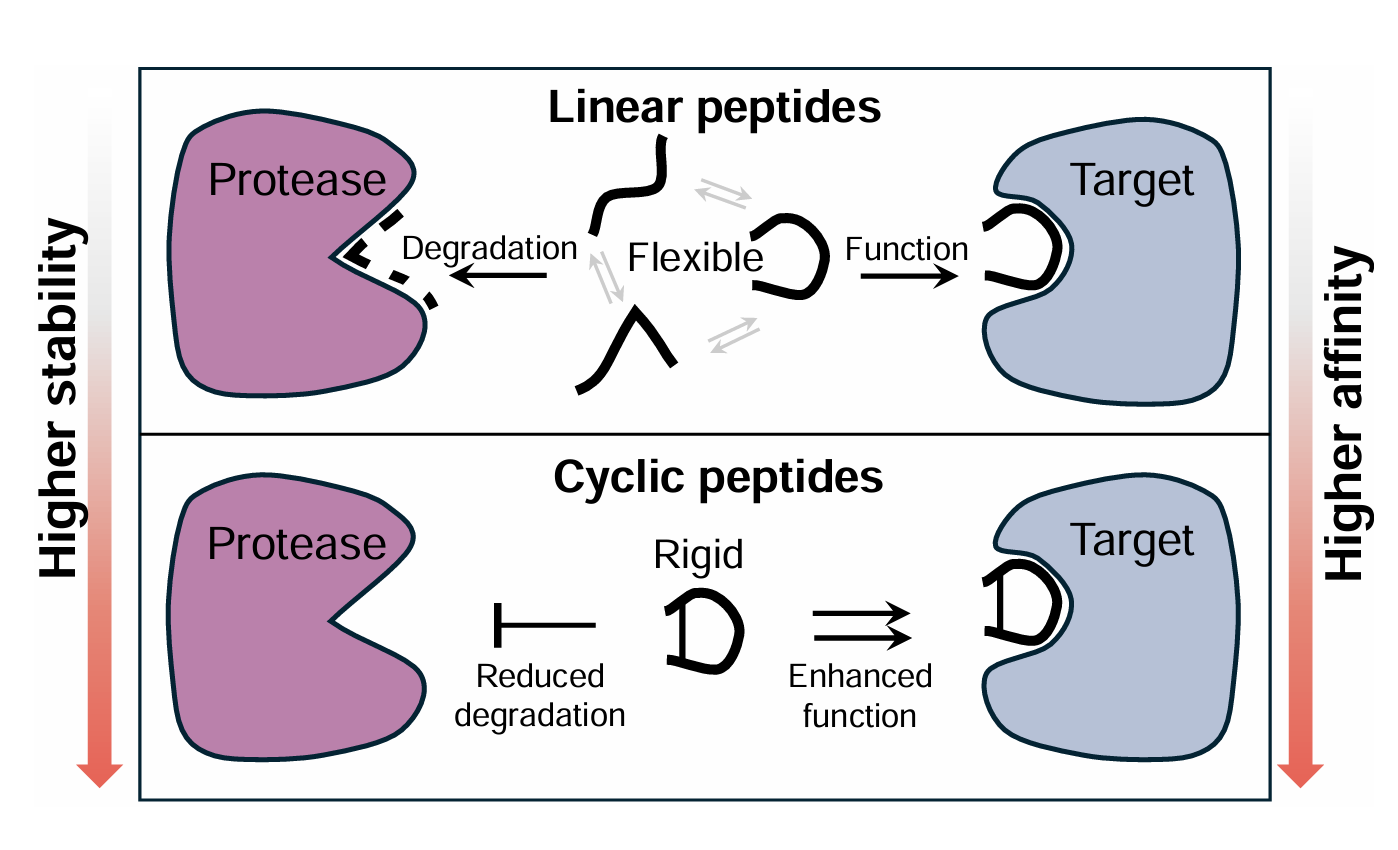 Linear peptides
Protease
Target
Degradation
Flexible
Function
Higher stability
Higher affinity
Cyclic peptides
Protease
Target
Rigid
Reduced
degradation
Enhanced
function